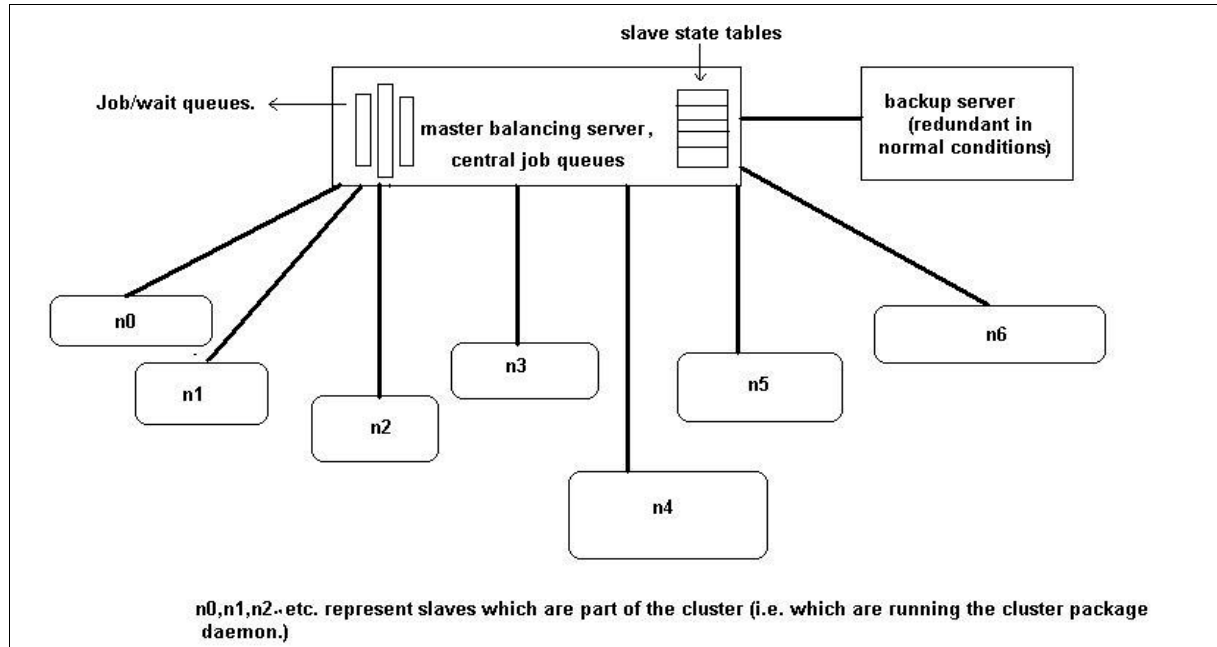 slave state tables
Job/wait queues.
master balancing server,
central job queues
backup server
(redundant in
normal conditions)
n0
n1
n2
n3
n4
n5
n6
n0,n1,n2.. etc. represent slaves which are part of the cluster (i.e. which are running the cluster package
daemon.)